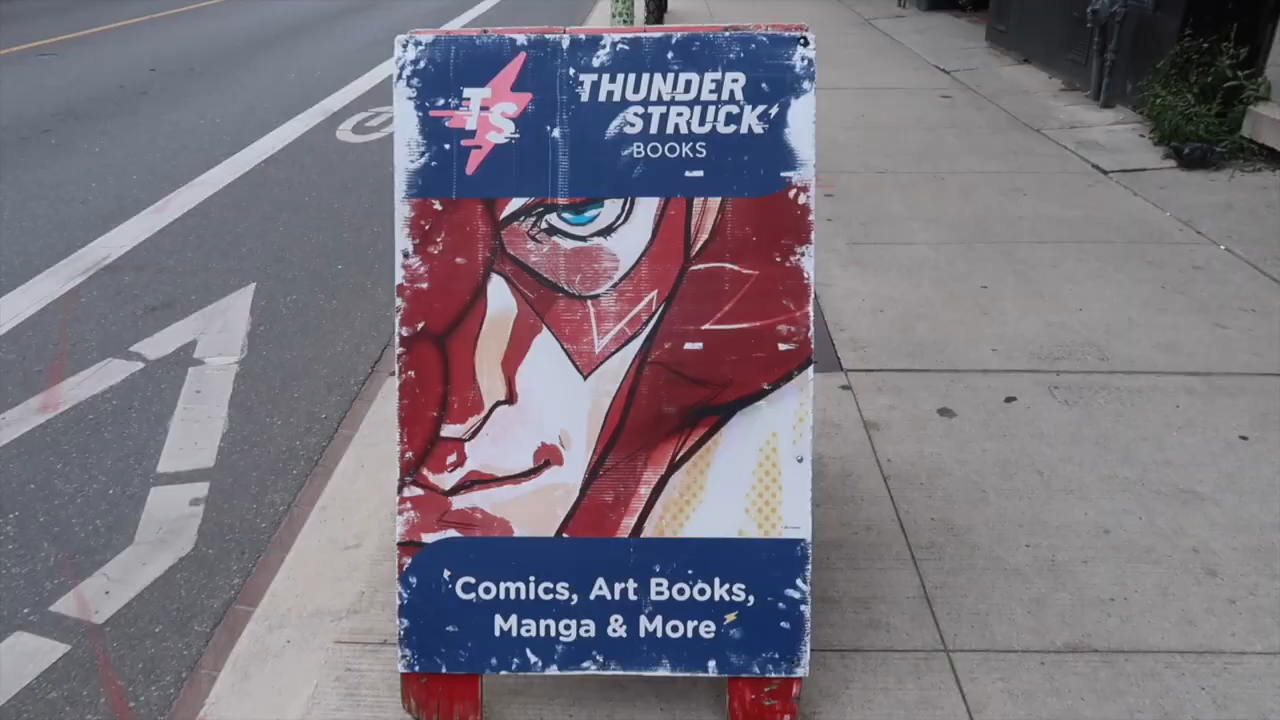 TS
THUNDER
STRUCK
BOOKS
Comics, Art Books,
Manga & More